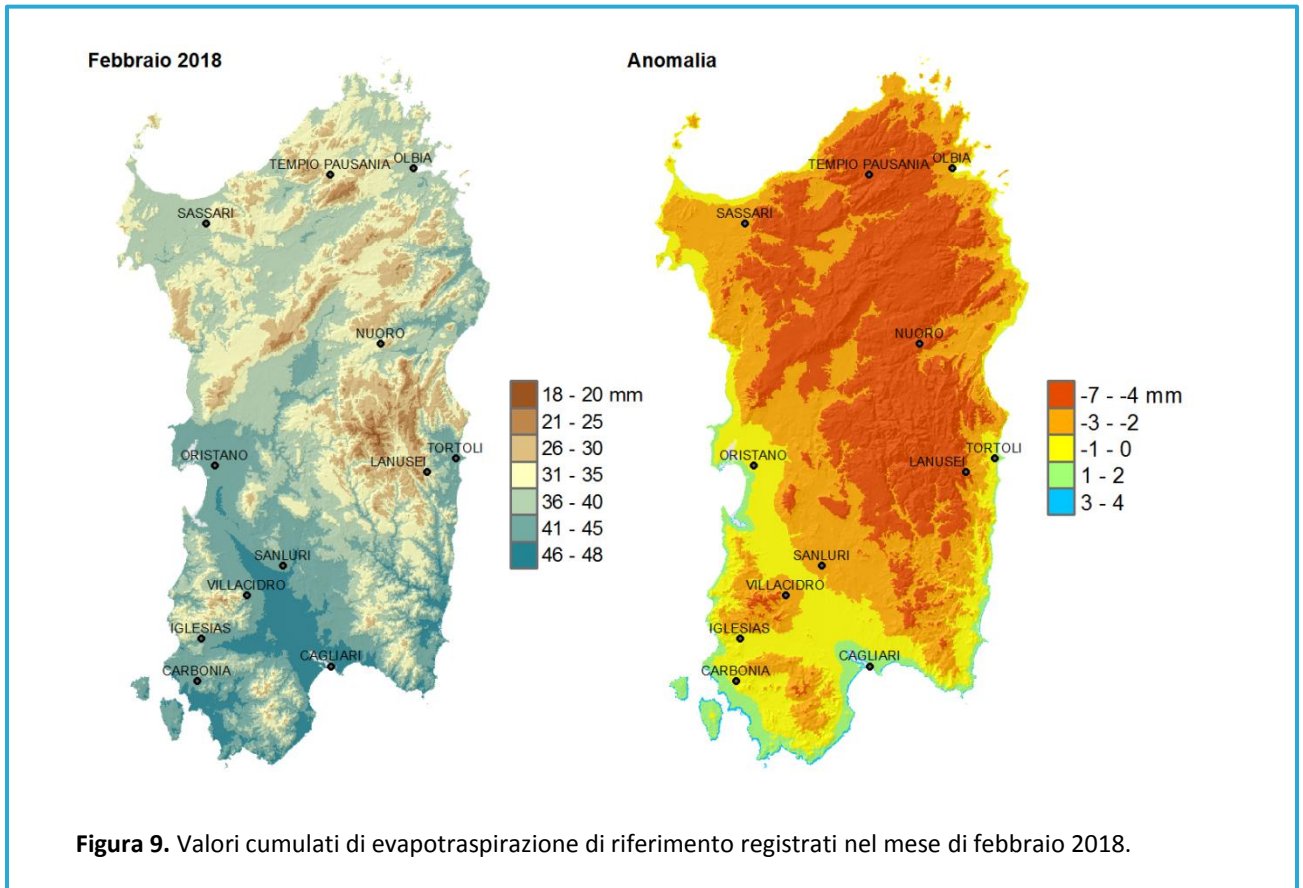 Febbraio 2018
TEMPIO PAUSANIA
OLBIA
SASSARI
NUORO
ORISTANO
TORTOLI
LANUSEI
SANLURI
VILLACIDRO
IGLESIAS
CAGLIARI
CARBONIA
18 - 20 mm
21 - 25
26 - 30
31 - 35
36 - 40
41 - 45
46 - 48
Anomalia
TEMPIO PAUSANIA
OLBIA
SASSARI
NUORO
ORISTANO
TORTOLI
LANUSEI
SANLURI
VILLACIDRO
IGLESIAS
CAGLIARI
CARBONIA
-7 - -4 mm
-3 - -2
-1 - 0
1 - 2
3 - 4
Figura 9. Valori cumulati di evapotraspirazione di riferimento registrati nel mese di febbraio 2018.